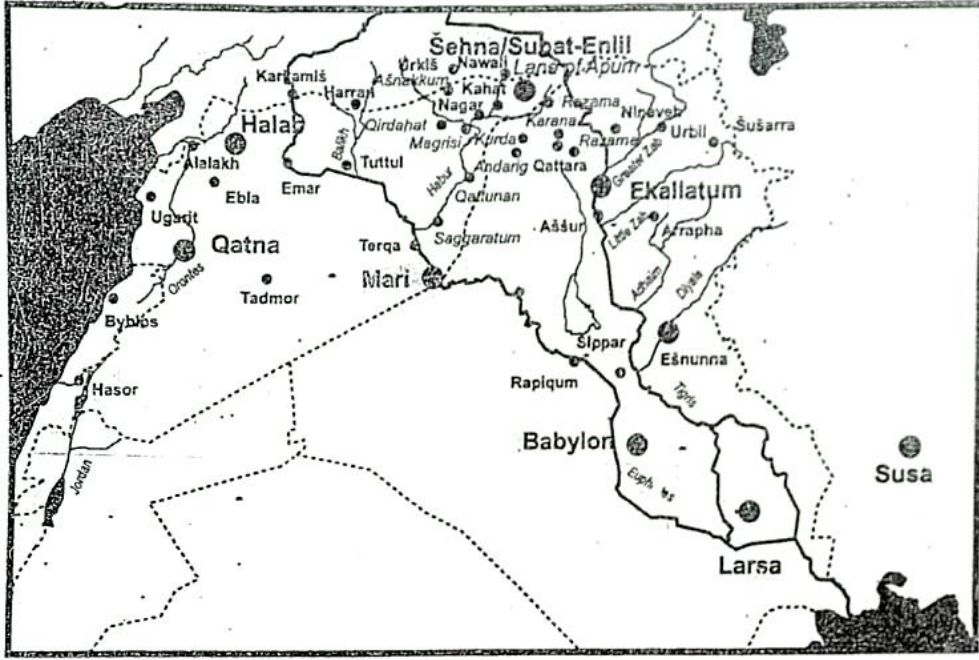 Šehna/Šubat-Enlil
Urkiš
Nawali
Land of Apum
Karkamiš
Ašnakkum
Harran
Kahat
Razama
Nagar
Karana
Nineveh
Urbil
Šušarra
Qirdahat
Magrisi
Kurda
Razama
Halab
Alalakh
Balikh
Tuttul
Andarig
Qattara
Greater Zab
Emar
Ebla
Habur
Qattunan
Ekallatum
Ugarit
Saggaratum
Aššur
Little Zab
Arrapha
Qatna
Terqa
Orontes
Tadmor
Mari
Adhaim
Diyala
Byblos
Sippar
Ešnunna
Hasor
Rapiqum
Tigris
Babylon
Jordan
Susa
Larsa